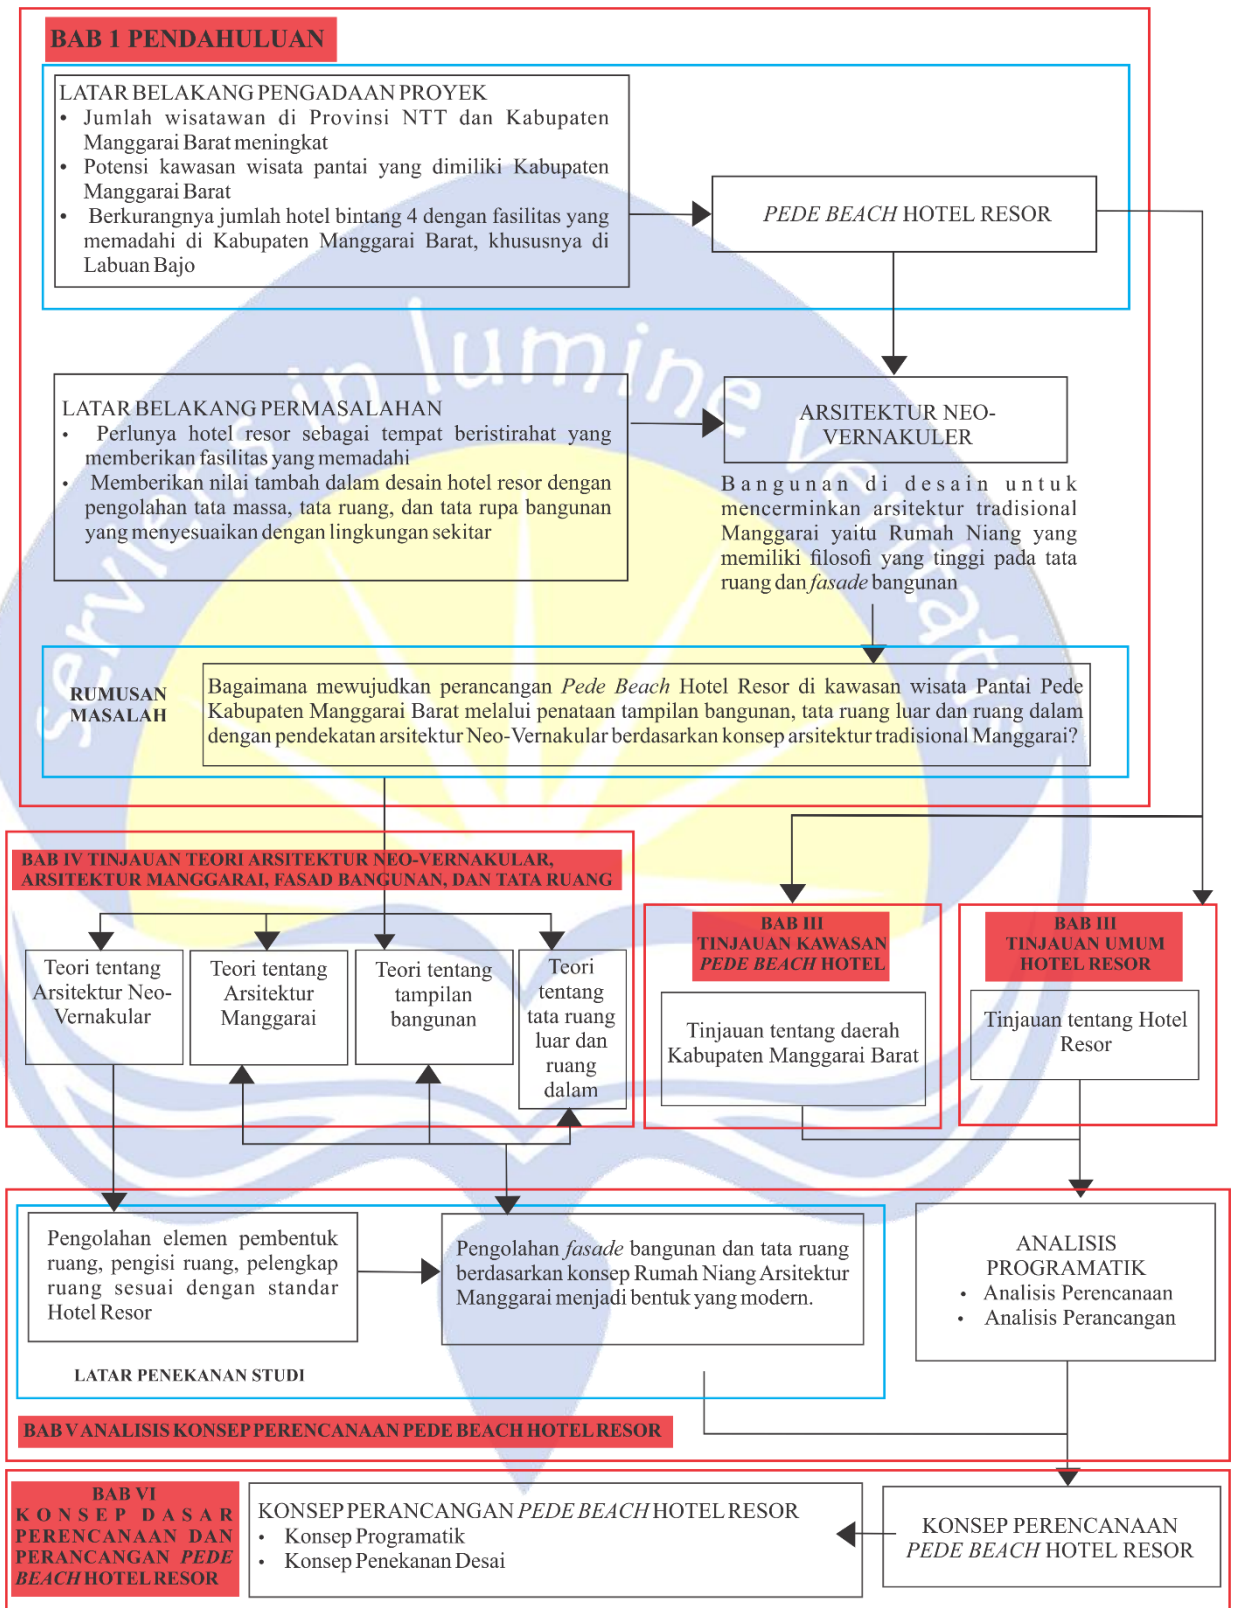 BAB 1 PENDAHULUAN
LATAR BELAKANG PENGADAAN PROYEK
• Jumlah wisatawan di Provinsi NTT dan Kabupaten
Manggarai Barat meningkat
• Potensi kawasan wisata pantai yang dimiliki Kabupaten
Manggarai Barat
• Berkurangnya jumlah hotel bintang 4 dengan fasilitas yang
memadahi di Kabupaten Manggarai Barat, khususnya di
Labuan Bajo
PEDE BEACH HOTEL RESOR
serviens in lumine veritatis
LATAR BELAKANG PERMASALAHAN
• Perlunya hotel resor sebagai tempat beristirahat yang
memberikan fasilitas yang memadahi
• Memberikan nilai tambah dalam desain hotel resor dengan
pengolahan tata massa, tata ruang, dan tata rupa bangunan
yang menyesuaikan dengan lingkungan sekitar
ARSITEKTUR NEO-
VERNAKULER
Bangunan di desain untuk
mencerminkan arsitektur tradisional
Manggarai yaitu Rumah Niang yang
memiliki filosofi yang tinggi pada tata
ruang dan fasade bangunan
RUMUSAN
MASALAH
Bagaimana mewujudkan perancangan Pede Beach Hotel Resor di kawasan wisata Pantai Pede
Kabupaten Manggarai Barat melalui penataan tampilan bangunan, tata ruang luar dan ruang dalam
dengan pendekatan arsitektur Neo-Vernakular berdasarkan konsep arsitektur tradisional Manggarai?
BAB IV TINJAUAN TEORI ARSITEKTUR NEO-VERNAKULAR,
ARSITEKTUR MANGGARAI, FASAD BANGUNAN, DAN TATA RUANG
Teori tentang
Arsitektur Neo-
Vernakular
Teori tentang
Arsitektur
Manggarai
Teori tentang
tampilan
bangunan
Teori
tentang
tata ruang
luar dan
ruang
dalam
BAB III
TINJAUAN KAWASAN
PEDE BEACH HOTEL
Tinjauan tentang daerah
Kabupaten Manggarai Barat
BAB III
TINJAUAN UMUM
HOTEL RESOR
Tinjauan tentang Hotel
Resor
Pengolahan elemen pembentuk
ruang, pengisi ruang, pelengkap
ruang sesuai dengan standar
Hotel Resor
Pengolahan fasade bangunan dan tata ruang
berdasarkan konsep Rumah Niang Arsitektur
Manggarai menjadi bentuk yang modern.
ANALISIS
PROGRAMATIK
• Analisis Perencanaan
• Analisis Perancangan
LATAR PENEKANAN STUDI
BAB V ANALISIS KONSEP PERENCANAAN PEDE BEACH HOTEL RESOR
BAB VI
KONSEP DASAR
PERENCANAAN DAN
PERANCANGAN PEDE
BEACH HOTEL RESOR
KONSEP PERANCANGAN PEDE BEACH HOTEL RESOR
• Konsep Programatik
• Konsep Penekanan Desai
KONSEP PERENCANAAN
PEDE BEACH HOTEL RESOR